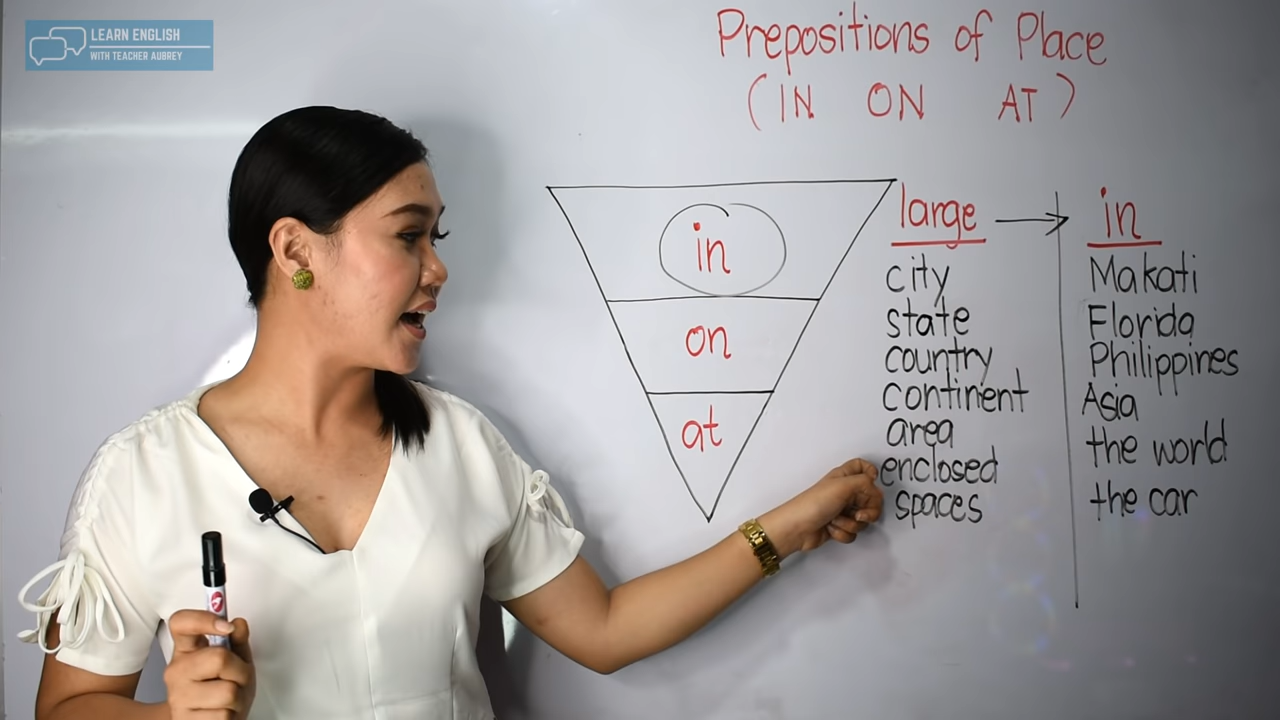 LEARN ENGLISH
WITH TEACHER AUBREY
Prepositions of Place
(IN ON AT)
in
on
at
large
city
state
country
continent
area
enclosed
spaces
in
Makati
Florida
Philippines
Asia
the world
the car